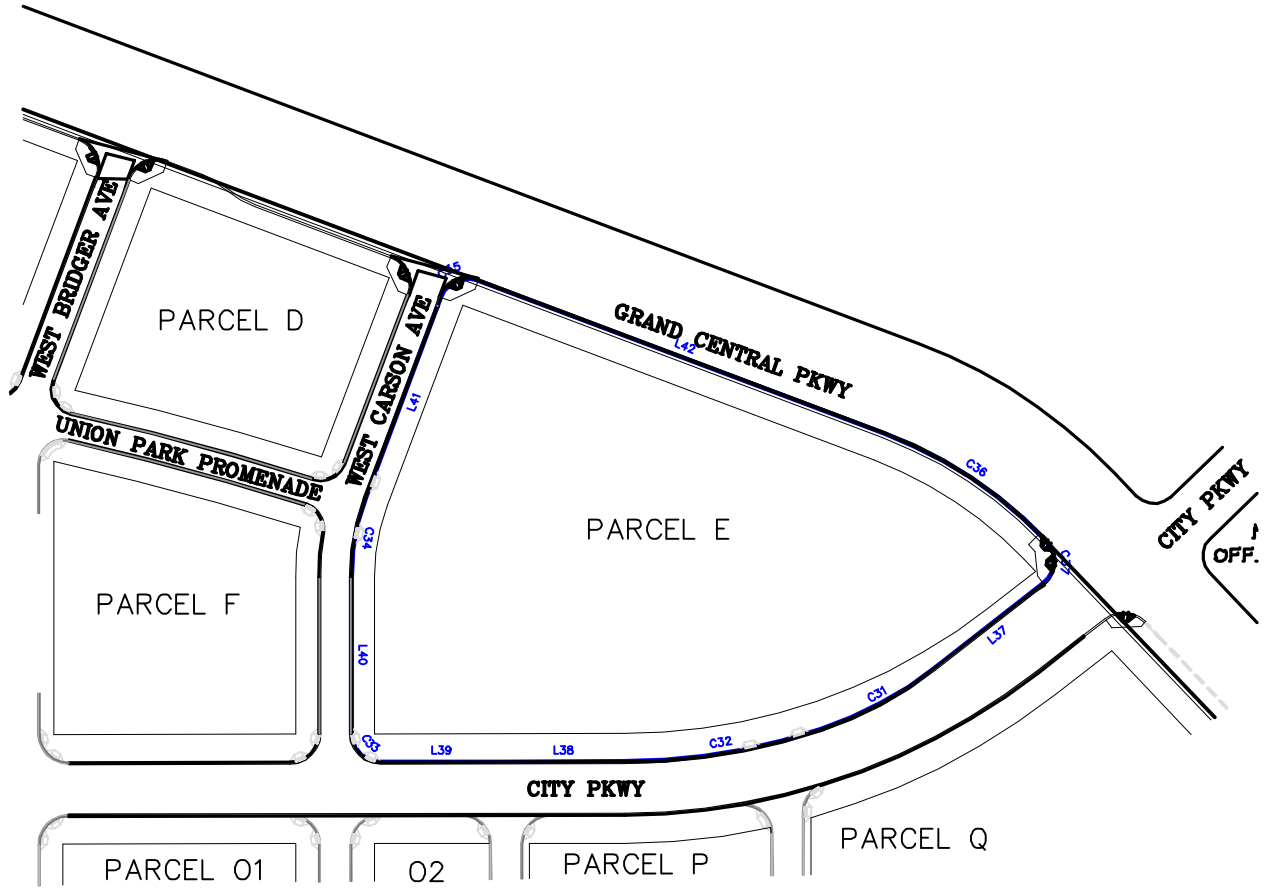 WEST BRIDGER AVE
PARCEL D
GRAND CENTRAL PKWY
L42
WEST CARSON AVE
L41
UNION PARK PROMENADE
C36
CITY PKWY
PARCEL E
OFF.
C34
PARCEL F
L37
L40
C31
C33
L39
L38
C32
CITY PKWY
PARCEL Q
PARCEL O1
O2
PARCEL P